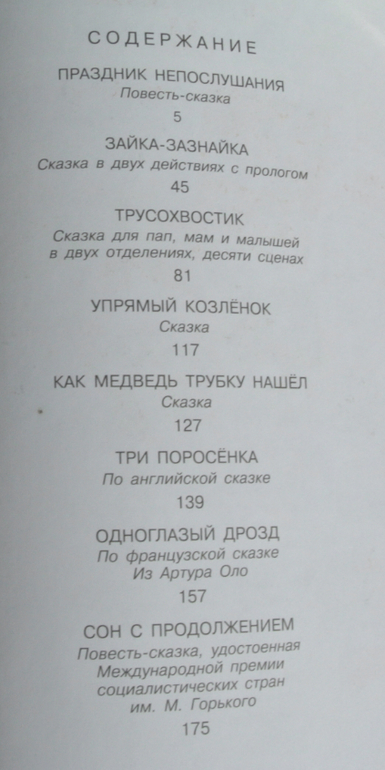 СОДЕРЖАНИЕ
ПРАЗДНИК НЕПОСЛУШАНИЯ
Повесть-сказка
5
ЗАЙКА-ЗАЗНАЙКА
Сказка в двух действиях с прологом
45
ТРУСОХВОСТИК
Сказка для пап, мам и малышей
в двух отделениях, десяти сценах
81
УПРЯМЫЙ КОЗЛЁНОК
Сказка
117
КАК МЕДВЕДЬ ТРУБКУ НАШЁЛ
Сказка
127
ТРИ ПОРОСЁНКА
По английской сказке
139
ОДНОГЛАЗЫЙ ДРОЗД
По французской сказке
Из Артура Оло
157
СОН С ПРОДОЛЖЕНИЕМ
Повесть-сказка, удостоенная
Международной премии
социалистических стран
им. М. Горького
175